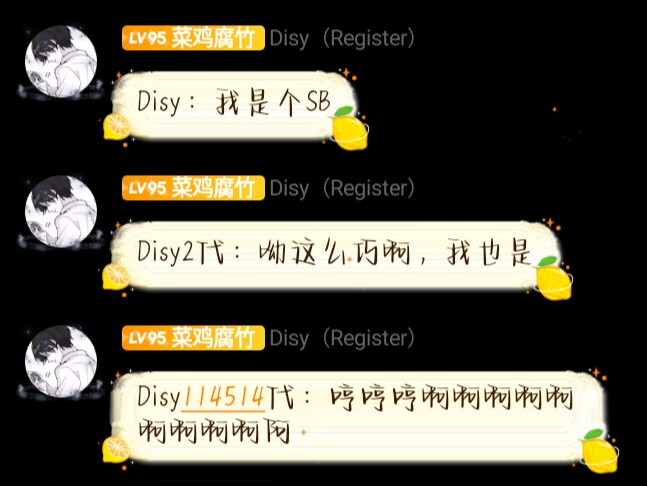 LV95 菜鸡腐竹 Disy（Register）
Disy：我是个SB
LV95 菜鸡腐竹 Disy（Register）
Disy2代：呦这么巧啊，我也是
LV95 菜鸡腐竹 Disy（Register）
Disy114514代：哼哼哼啊啊啊啊啊
啊啊啊啊阿